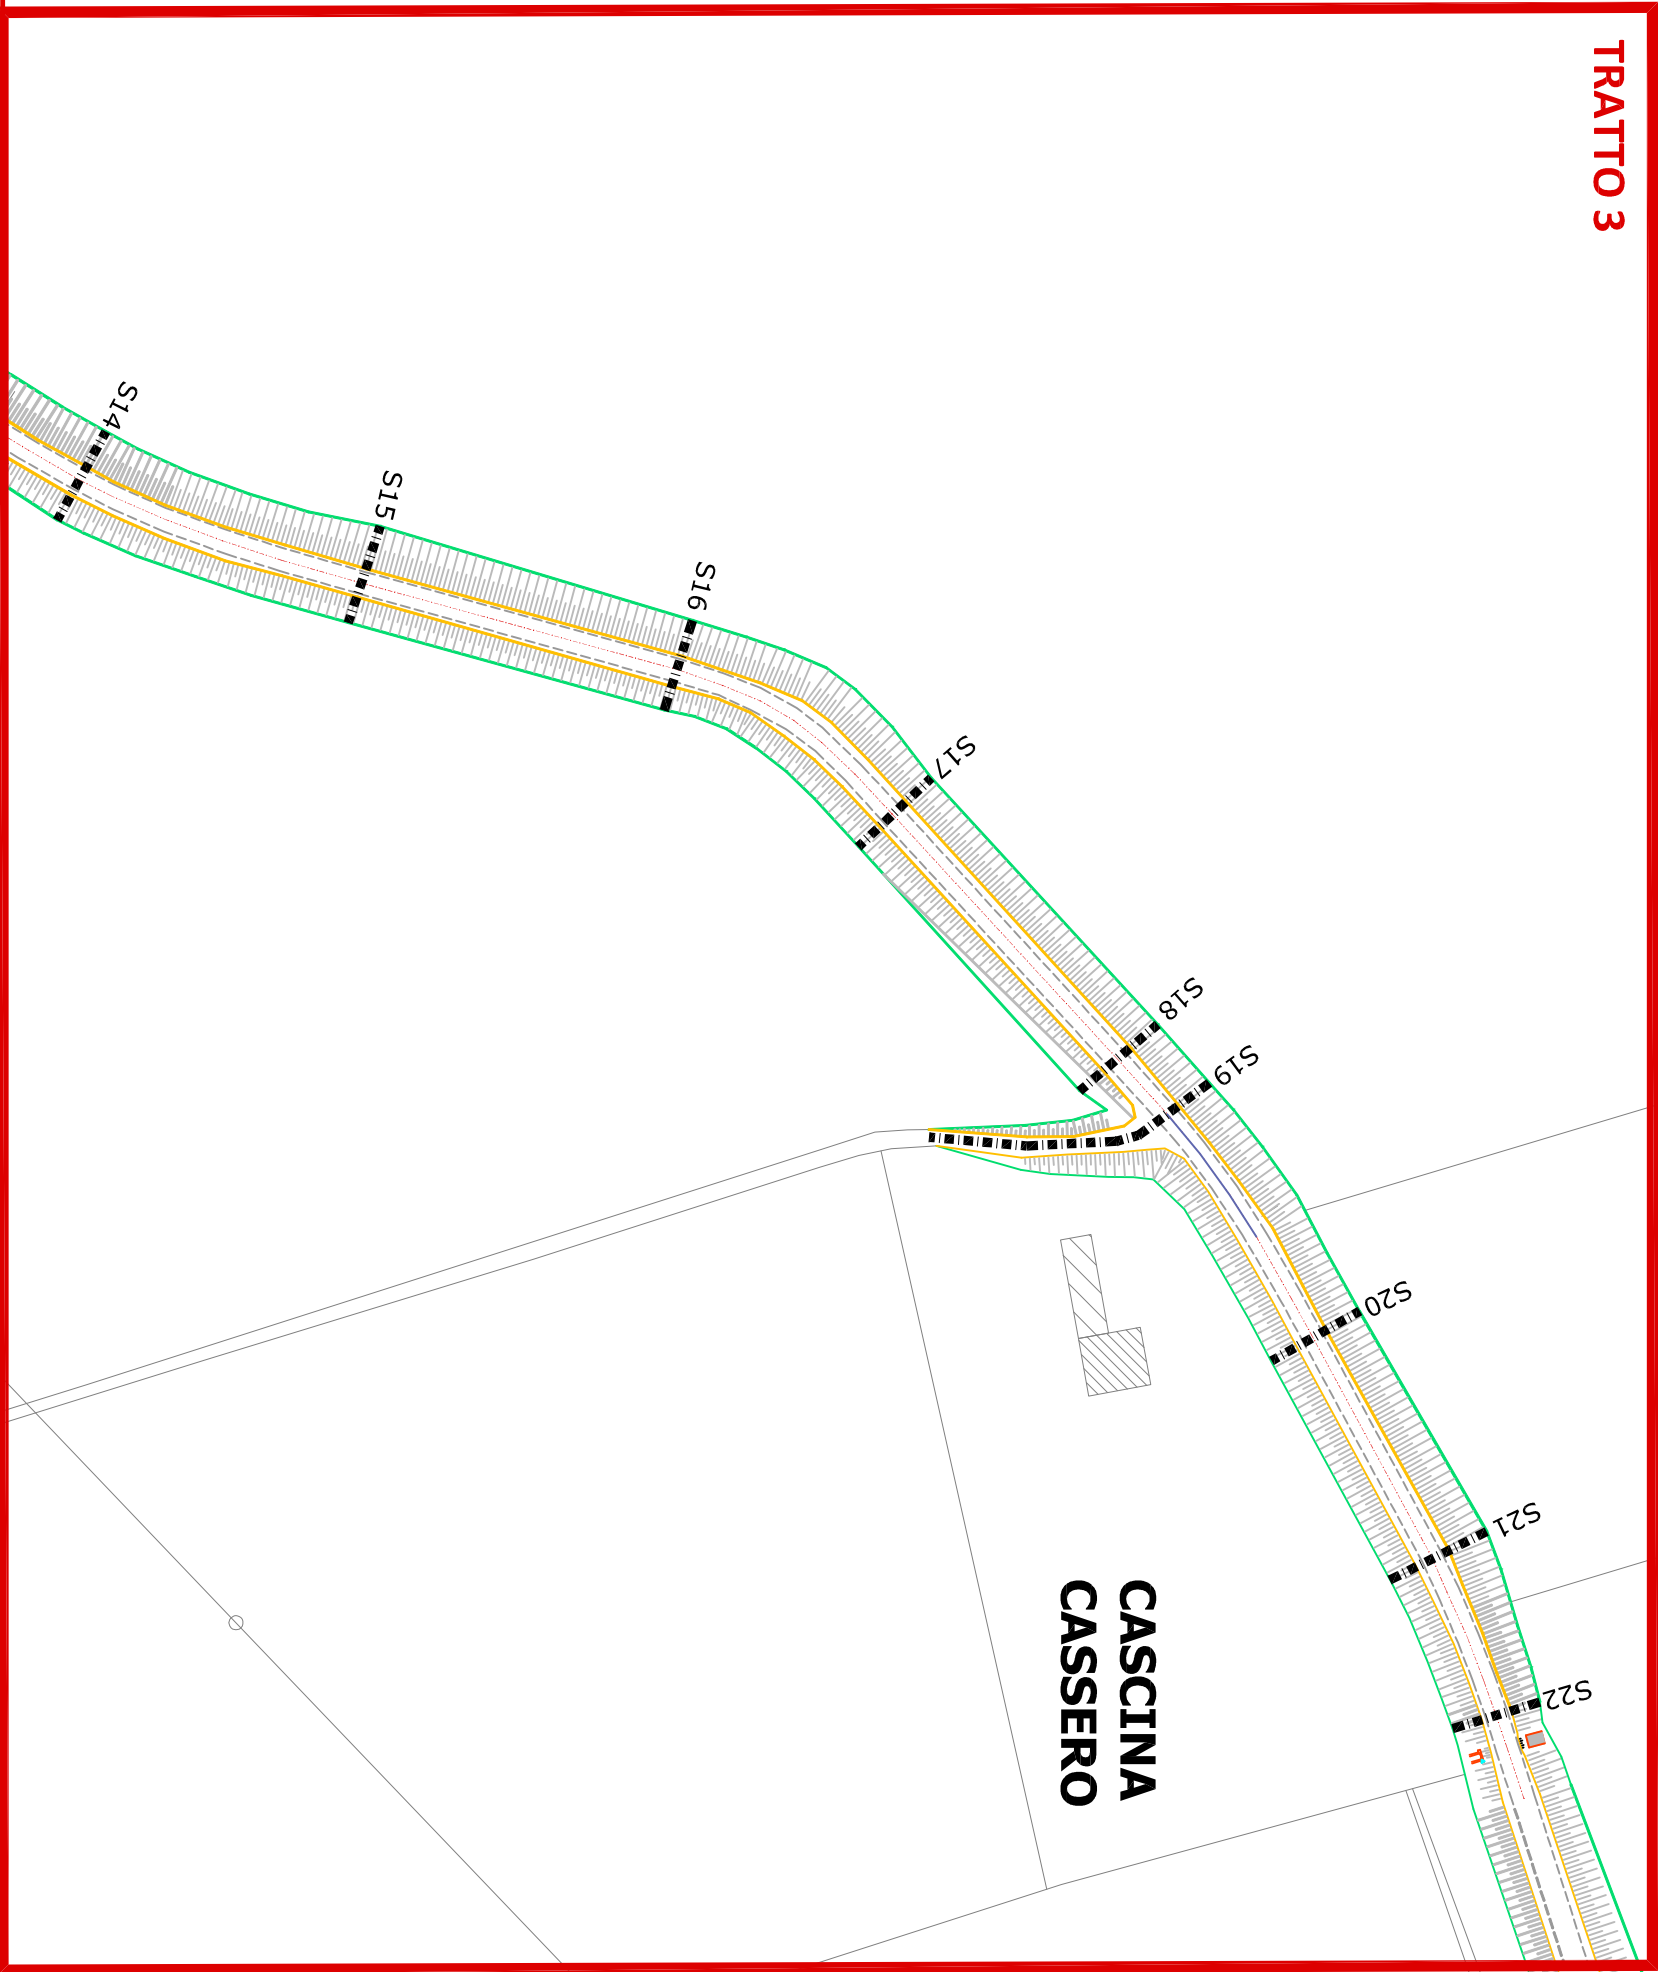 TRATTO 3
S14
S15
S16
S17
S18
S19
S20
S21
S22
CASCINA
CASSERO